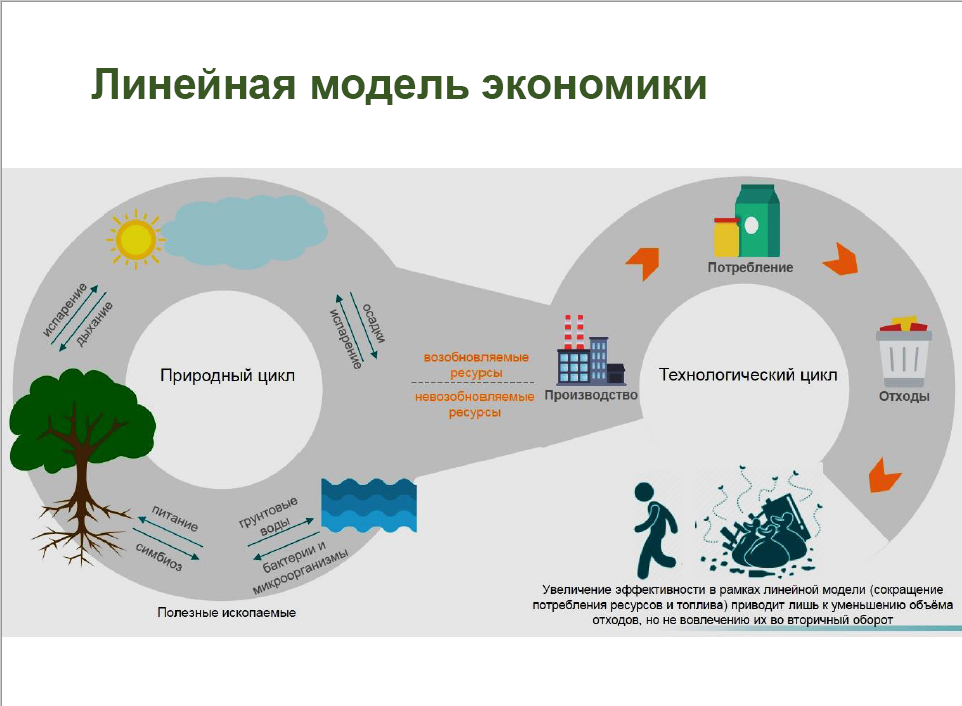 Линейная модель экономики
испарение
дыхание
осадки
испарение
Природный цикл
питание
симбиоз
грунтовые
воды
бактерии и
микроорганизмы
Полезные ископаемые
возобновляемые
ресурсы
невозобновляемые
ресурсы
Производство
Потребление
Технологический цикл
Отходы
Увеличение эффективности в рамках линейной модели (сокращение
потребления ресурсов и топлива) приводит лишь к уменьшению объёма
отходов, но не вовлечению их во вторичный оборот